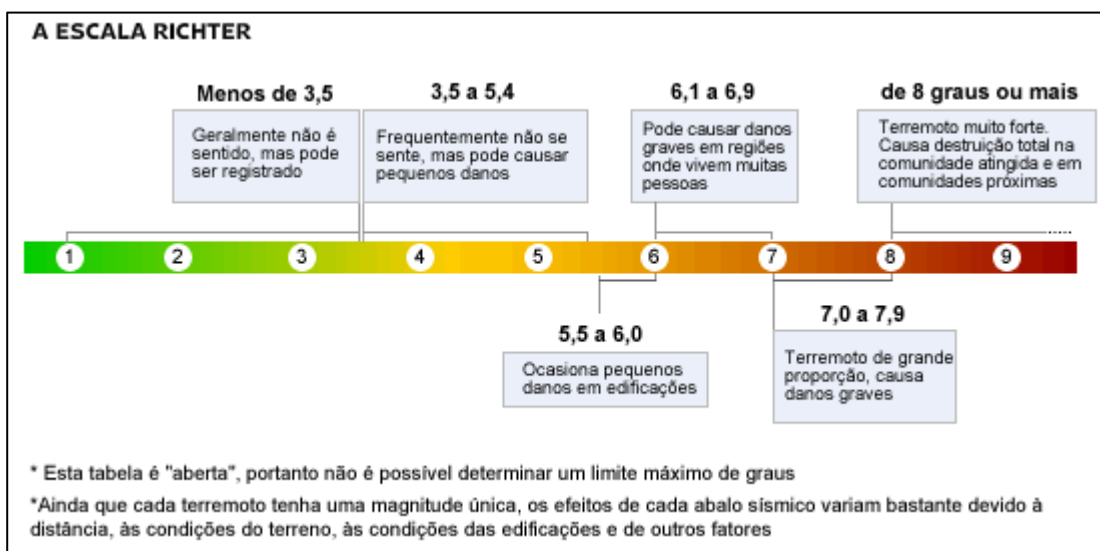 A ESCALA RICHTER
Menos de 3,5
Geralmente não é
sentido, mas pode
ser registrado
3,5 a 5,4
Frequentemente não se
sente, mas pode causar
pequenos danos
6,1 a 6,9
Pode causar danos
graves em regiões
onde vivem muitas
pessoas
de 8 graus ou mais
Terremoto muito forte.
Causa destruição total na
comunidade atingida e em
comunidades próximas
1 2 3 4 5 6 7 8 9
5,5 a 6,0
Ocasiona pequenos
danos em edificações
7,0 a 7,9
Terremoto de grande
proporção, causa
danos graves
* Esta tabela é "aberta", portanto não é possível determinar um limite máximo de graus
*Ainda que cada terremoto tenha uma magnitude única, os efeitos de cada abalo sísmico variam bastante devido à
distância, às condições do terreno, às condições das edificações e de outros fatores